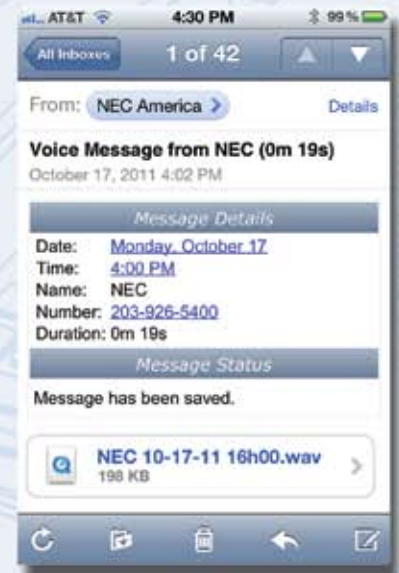 AT&T 4:30 PM 99%
All Inboxes 1 of 42
From: NEC America Details
Voice Message from NEC (0m 19s)
October 17, 2011 4:02 PM
Message Details
Date: Monday, October 17
Time: 4:00 PM
Name: NEC
Number: 203-926-5400
Duration: 0m 19s
Message Status
Message has been saved.
NEC 10-17-11 16h00.wav
198 KB